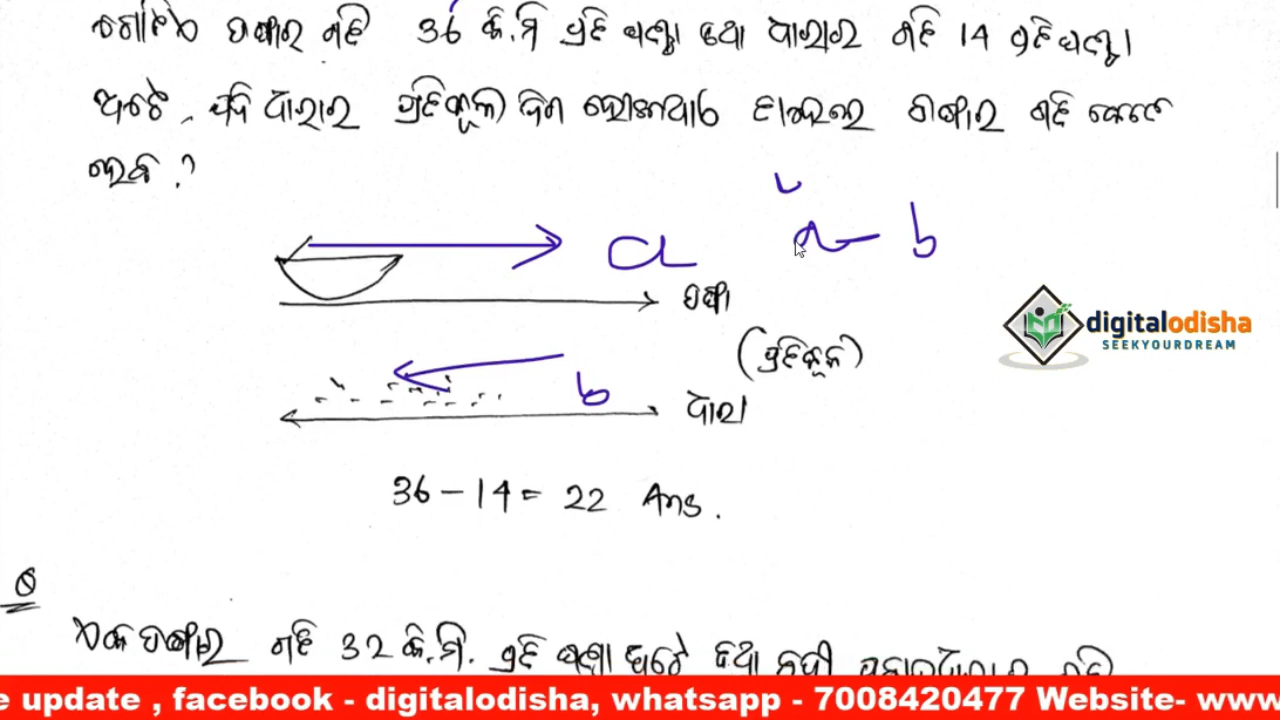 ଗୋଟିଏ ଡଙ୍ଗାର ଗତି 36 କି.ମି ପ୍ରତି ଘଣ୍ଟା ତଥା ଧାରାର ଗତି 14 ପ୍ରତି ଘଣ୍ଟା
ଅଟେ, ଯଦି ଧାରାର ପ୍ରତିକୂଳ ଦିଗ ଗତି କେତେ
ହେବ ?
a a - b
ଡଙ୍ଗା
digitalodisha
SEEKYOURDREAM
(ପ୍ରତିକୂଳ)
b
ଧାରା
36 - 14 = 22 Ans.
Q
ଏକ ଡଙ୍ଗାର ଗତି 32 କି.ମି. ପ୍ରତି ଘଣ୍ଟା ଅଟେ ତଥା ନଦୀ
e update , facebook - digitalodisha, whatsapp - 7008420477 Website- www